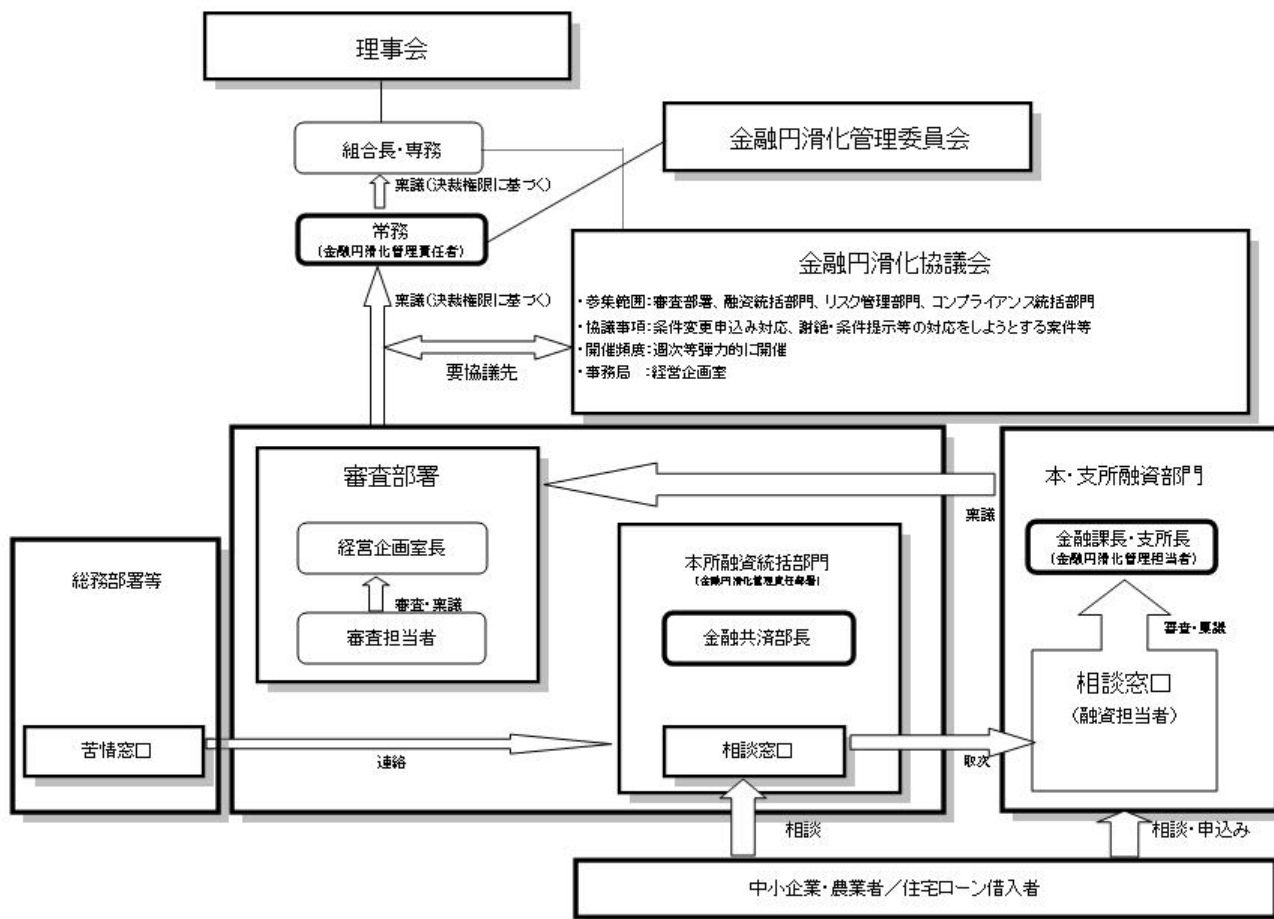 理事会
組合長・専務
金融円滑化管理委員会
稟議(決裁権限に基づく)
常務
(金融円滑化管理責任者)
金融円滑化協議会
・参集範囲：審査部署、融資統括部門、リスク管理部門、コンプライアンス統括部門
・協議事項：条件変更申込み対応、謝絶・条件提示等の対応をしようとする案件等
・開催頻度：週次等弾力的に開催
・事務局　：経営企画室
稟議(決裁権限に基づく)
要協議先
審査部署
経営企画室長
審査・稟議
審査担当者
本・支所融資部門
稟議
金融課長・支所長
(金融円滑化管理担当者)
審査・稟議
相談窓口
(融資担当者)
総務部署等
苦情窓口
連絡
本所融資統括部門
(金融円滑化管理責任部署)
金融共済部長
相談窓口
取次
相談
相談・申込み
中小企業・農業者／住宅ローン借入者